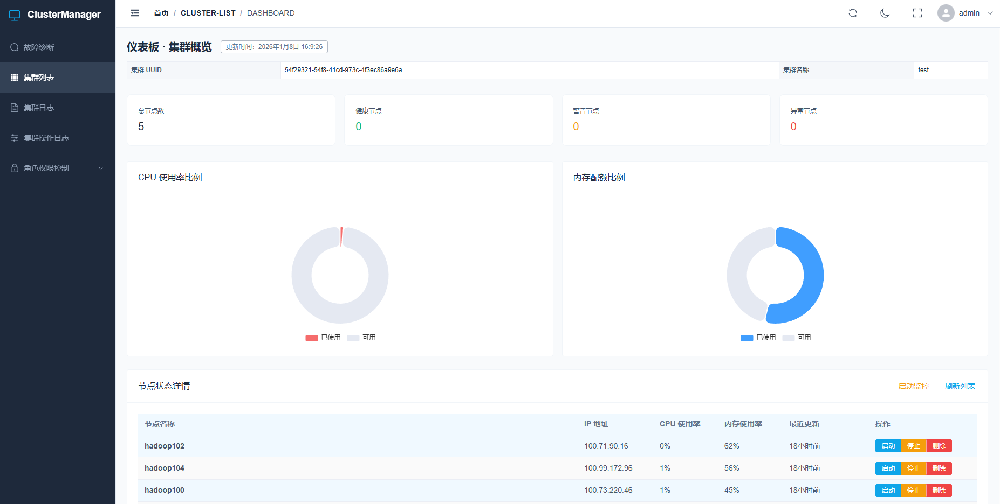 ClusterManager
首页 / CLUSTER-LIST / DASHBOARD
admin
故障诊断
集群列表
集群日志
集群操作日志
角色权限控制
仪表板 · 集群概览
更新时间：2026年1月8日 16:9:26
集群 UUID 54f29321-54f8-41cd-973c-4f3ec86a9e6a 集群名称 test
总节点数 健康节点 警告节点 异常节点
5 0 0 0
CPU 使用率比例
已使用 可用
内存配额比例
已使用 可用
节点状态详情 启动监控 刷新列表
节点名称 IP 地址 CPU 使用率 内存使用率 最近更新 操作
hadoop102 100.71.90.16 0% 62% 18小时前 启动 停止 删除
hadoop104 100.99.172.96 1% 56% 18小时前 启动 停止 删除
hadoop100 100.73.220.46 1% 45% 18小时前 启动 停止 删除